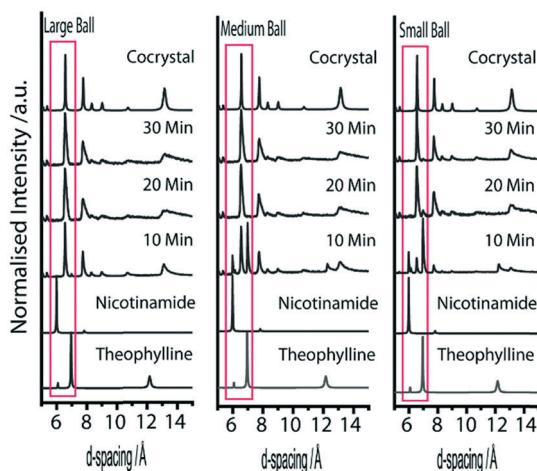 Large Ball
Medium Ball
Small Ball
Normalised Intensity /a.u.
Cocrystal
30 Min
20 Min
10 Min
Nicotinamide
Theophylline
Cocrystal
30 Min
20 Min
10 Min
Nicotinamide
Theophylline
Cocrystal
30 Min
20 Min
10 Min
Nicotinamide
Theophylline
6 8 10 12 14
6 8 10 12 14
6 8 10 12 14
d-spacing /Å
d-spacing /Å
d-spacing /Å